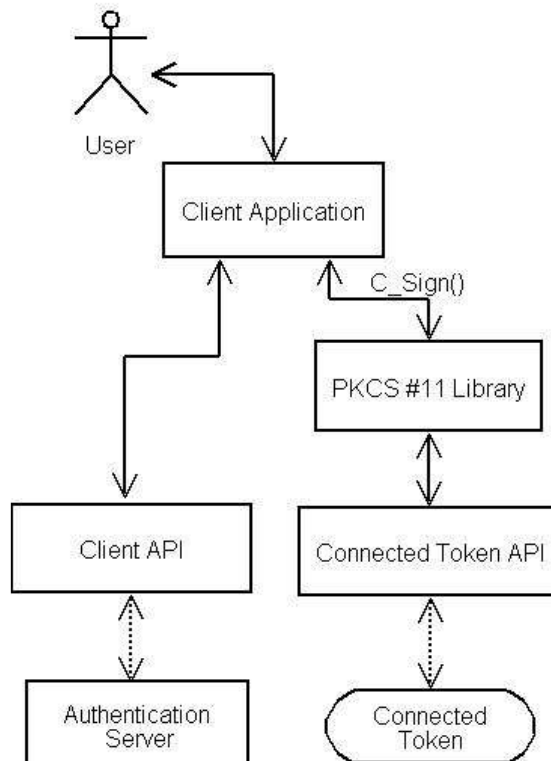 User
Client Application
C_Sign()
PKCS #11 Library
Client API
Connected Token API
Authentication
Server
Connected
Token